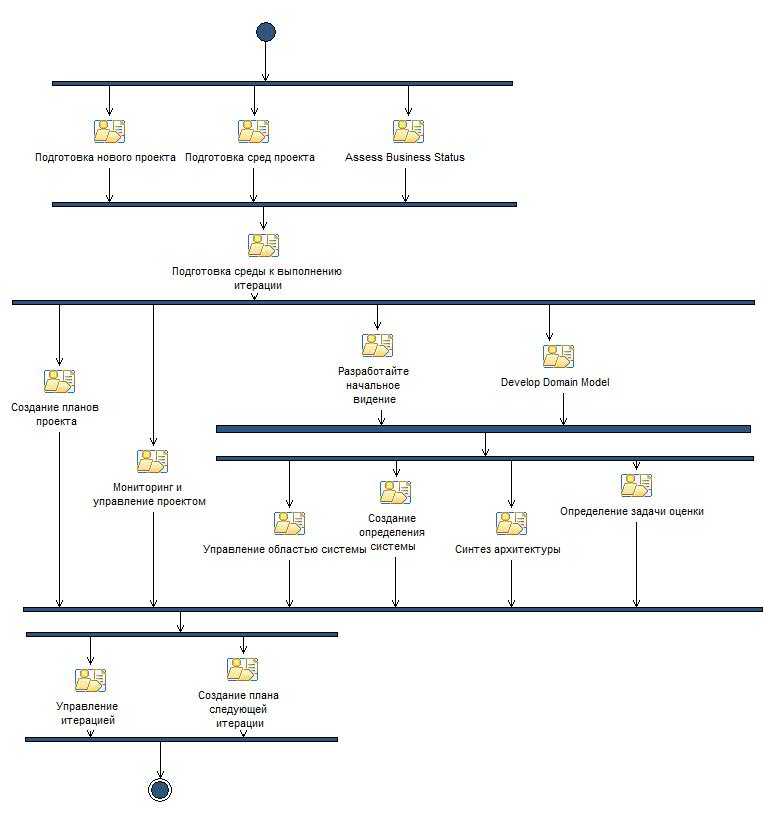 Подготовка нового проекта
Подготовка сред проекта
Assess Business Status
Подготовка среды к выполнению
итерации
Разработайте
начальное
видение
Develop Domain Model
Создание планов
проекта
Мониторинг и
управление проектом
Управление областью системы
Создание
определения
системы
Синтез архитектуры
Определение задачи оценки
Управление
итерацией
Создание плана
следующей
итерации